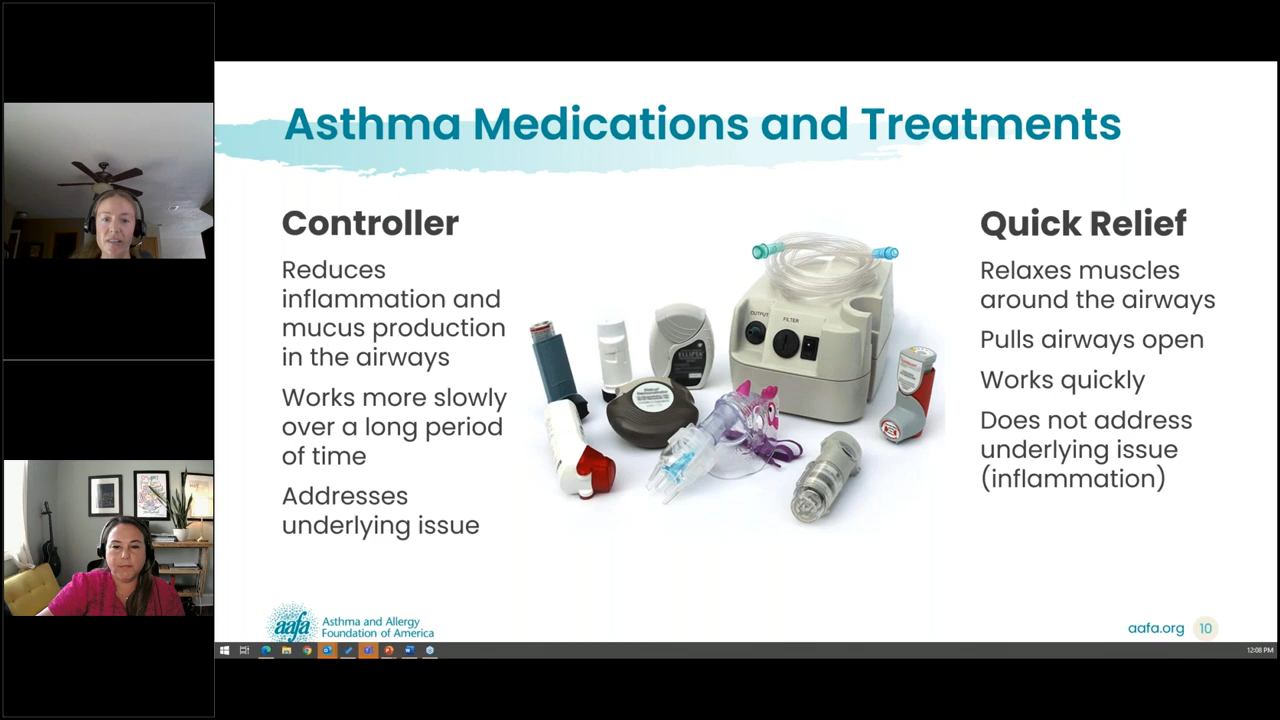 Asthma Medications and Treatments
Controller
Reduces
inflammation and
mucus production
in the airways
Works more slowly
over a long period
of time
Addresses
underlying issue
OUTPUT
FILTER
ELLIPTA
Quick Relief
Relaxes muscles
around the airways
Pulls airways open
Works quickly
Does not address
underlying issue
(inflammation)
aafa
Asthma and Allergy
Foundation of America
aafa.org
10
12:08 PM